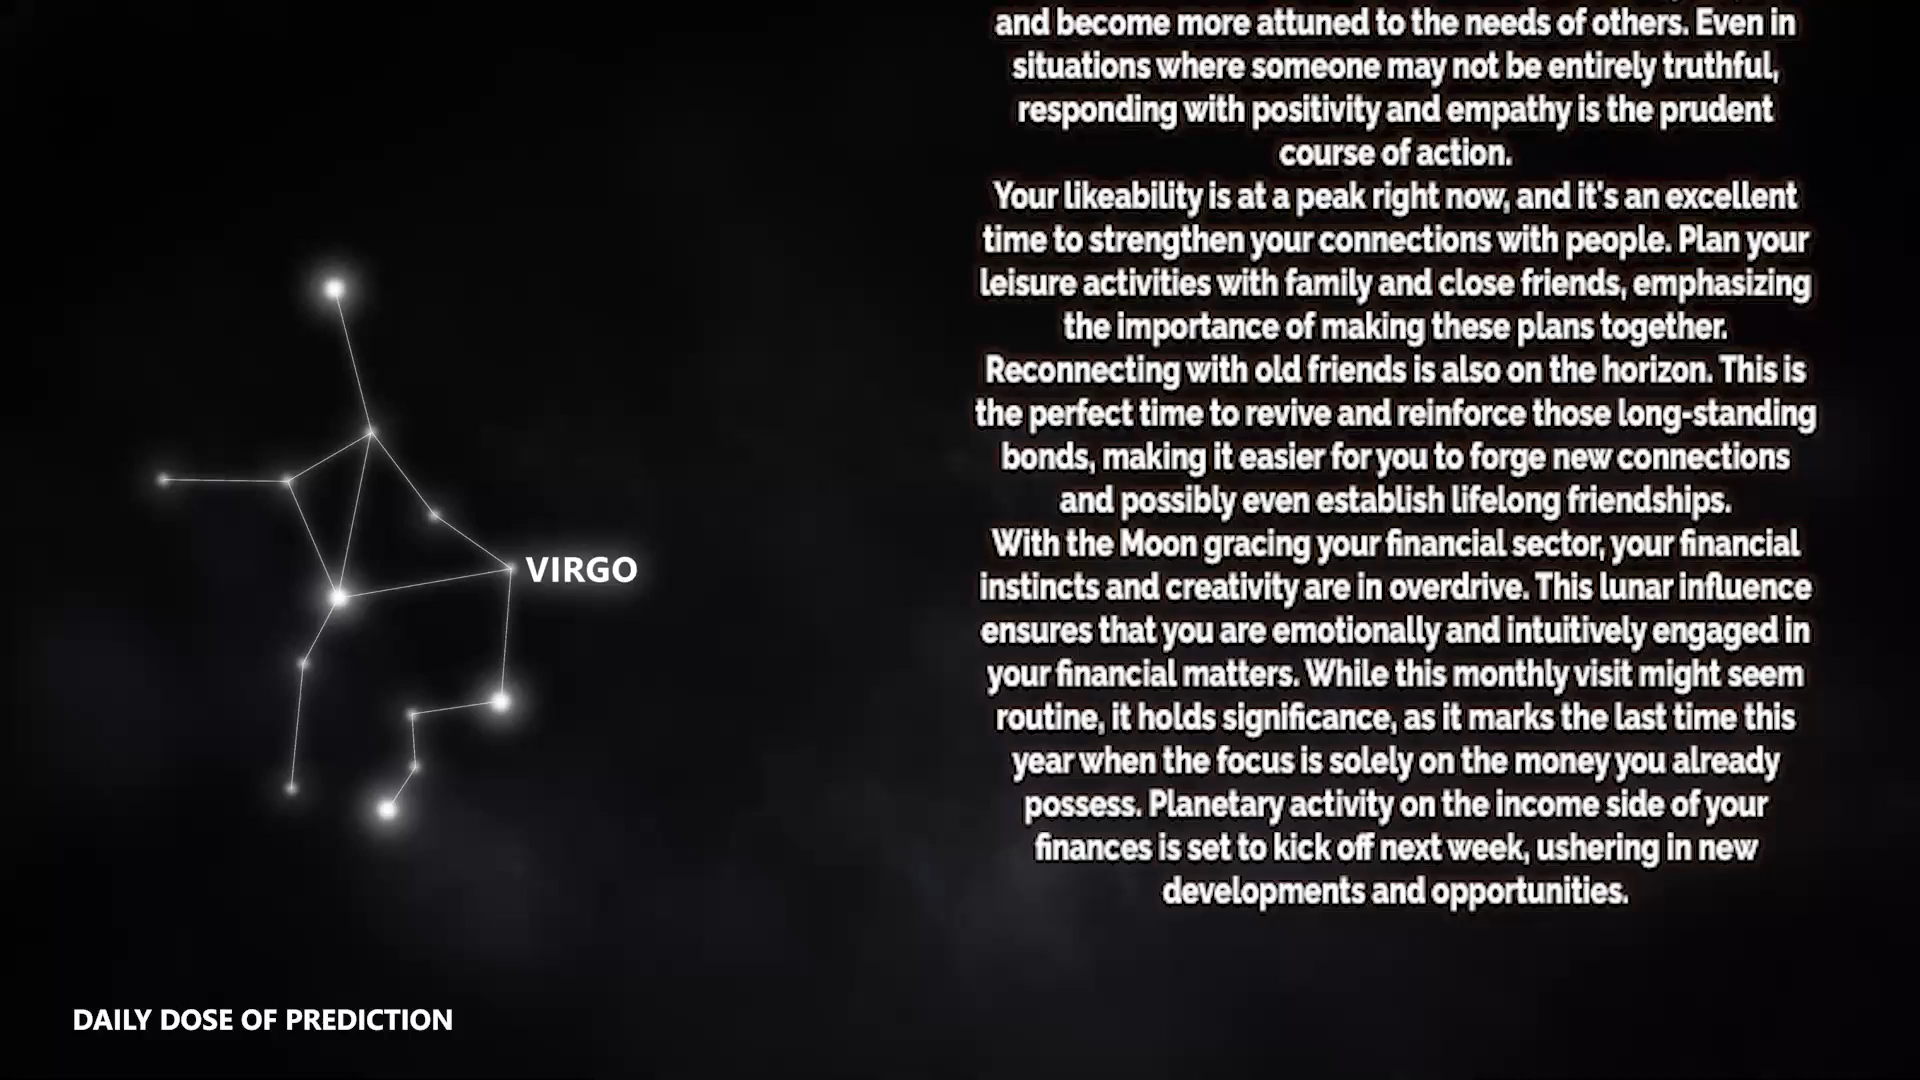 and become more attuned to the needs of others. Even in
situations where someone may not be entirely truthful,
responding with positivity and empathy is the prudent
course of action.
Your likeability is at a peak right now, and it's an excellent
time to strengthen your connections with people. Plan your
leisure activities with family and close friends, emphasizing
the importance of making these plans together.
Reconnecting with old friends is also on the horizon. This is
the perfect time to revive and reinforce those long-standing
bonds, making it easier for you to forge new connections
and possibly even establish lifelong friendships.
With the Moon gracing your financial sector, your financial
instincts and creativity are in overdrive. This lunar influence
ensures that you are emotionally and intuitively engaged in
your financial matters. While this monthly visit might seem
routine, it holds significance, as it marks the last time this
year when the focus is solely on the money you already
possess. Planetary activity on the income side of your
finances is set to kick off next week, ushering in new
developments and opportunities.
VIRGO
DAILY DOSE OF PREDICTION